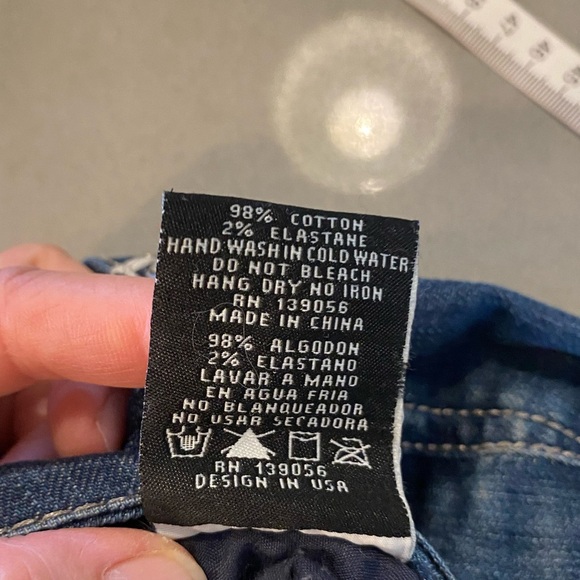 98% COTTON
2% ELASTANE
HAND WASH IN COLD WATER
DO NOT BLEACH
HANG DRY NO IRON
RN 139056
MADE IN CHINA
98% ALGODON
2% ELASTANO
LAVAR A MANO
EN AGUA FRIA
NO BLANQUEADOR
NO USAR SECADORA
RN 139056
DESIGN IN USA